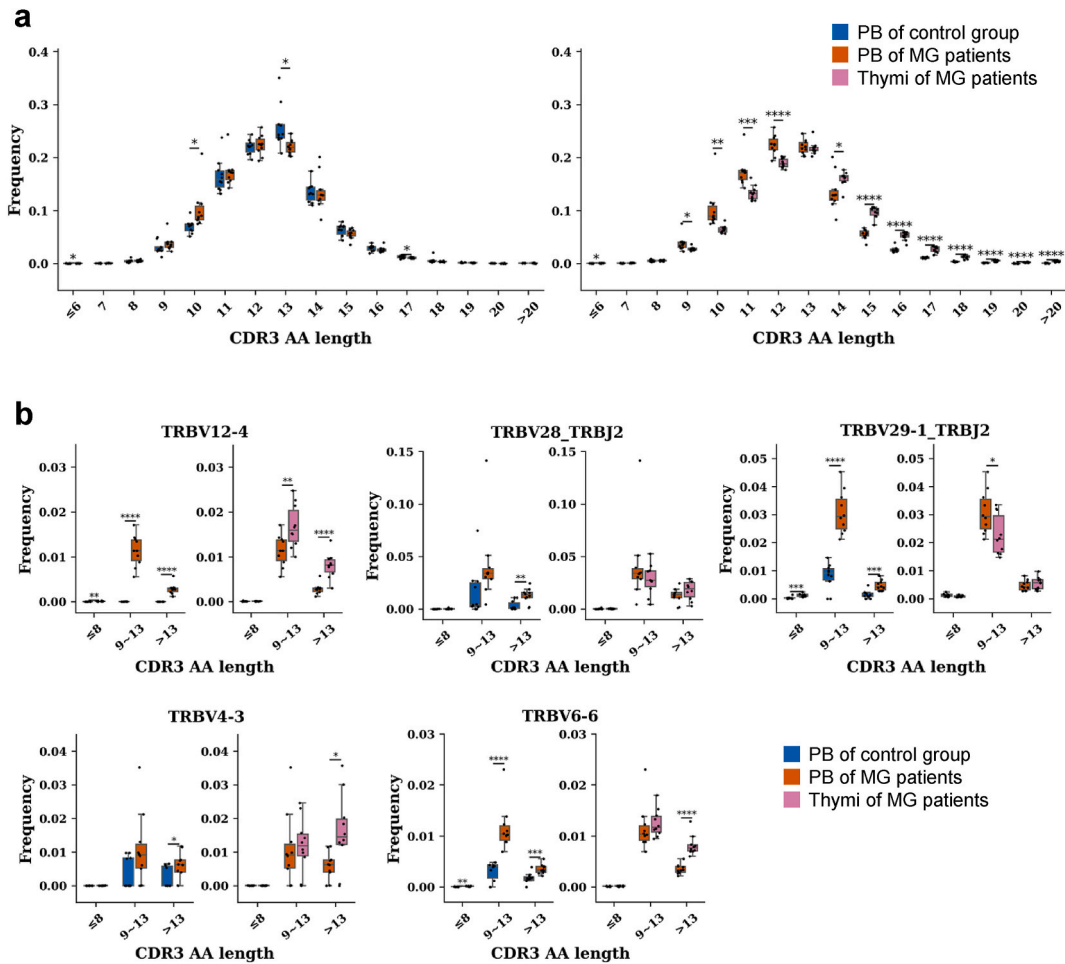 a
PB of control group
PB of MG patients
Thymi of MG patients
Frequency
0.4
0.3
0.2
0.1
0.0
* * * *
≤6 7 8 9 10 11 12 13 14 15 16 17 18 19 20 >20
CDR3 AA length
0.4
0.3
0.2
0.1
0.0
* * ** *** **** * **** **** **** **** **** **** ****
≤6 7 8 9 10 11 12 13 14 15 16 17 18 19 20 >20
CDR3 AA length
b
TRBV12-4
Frequency
0.03
0.02
0.01
0.00
** **** ****
≤8 9~13 >13
0.03
0.02
0.01
0.00
** ****
≤8 9~13 >13
CDR3 AA length
TRBV28_TRBJ2
Frequency
0.15
0.10
0.05
0.00
**
≤8 9~13 >13
0.15
0.10
0.05
0.00
≤8 9~13 >13
CDR3 AA length
TRBV29-1_TRBJ2
Frequency
0.05
0.04
0.03
0.02
0.01
0.00
*** **** ***
≤8 9~13 >13
0.05
0.04
0.03
0.02
0.01
0.00
*
≤8 9~13 >13
CDR3 AA length
TRBV4-3
Frequency
0.04
0.03
0.02
0.01
0.00
*
≤8 9~13 >13
0.04
0.03
0.02
0.01
0.00
*
≤8 9~13 >13
CDR3 AA length
TRBV6-6
Frequency
0.03
0.02
0.01
0.00
** **** ***
≤8 9~13 >13
0.03
0.02
0.01
0.00
****
≤8 9~13 >13
CDR3 AA length
PB of control group
PB of MG patients
Thymi of MG patients